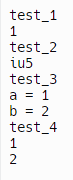 test_1
1
test_2
iu5
test_3
a = 1
b = 2
test_4
1
2